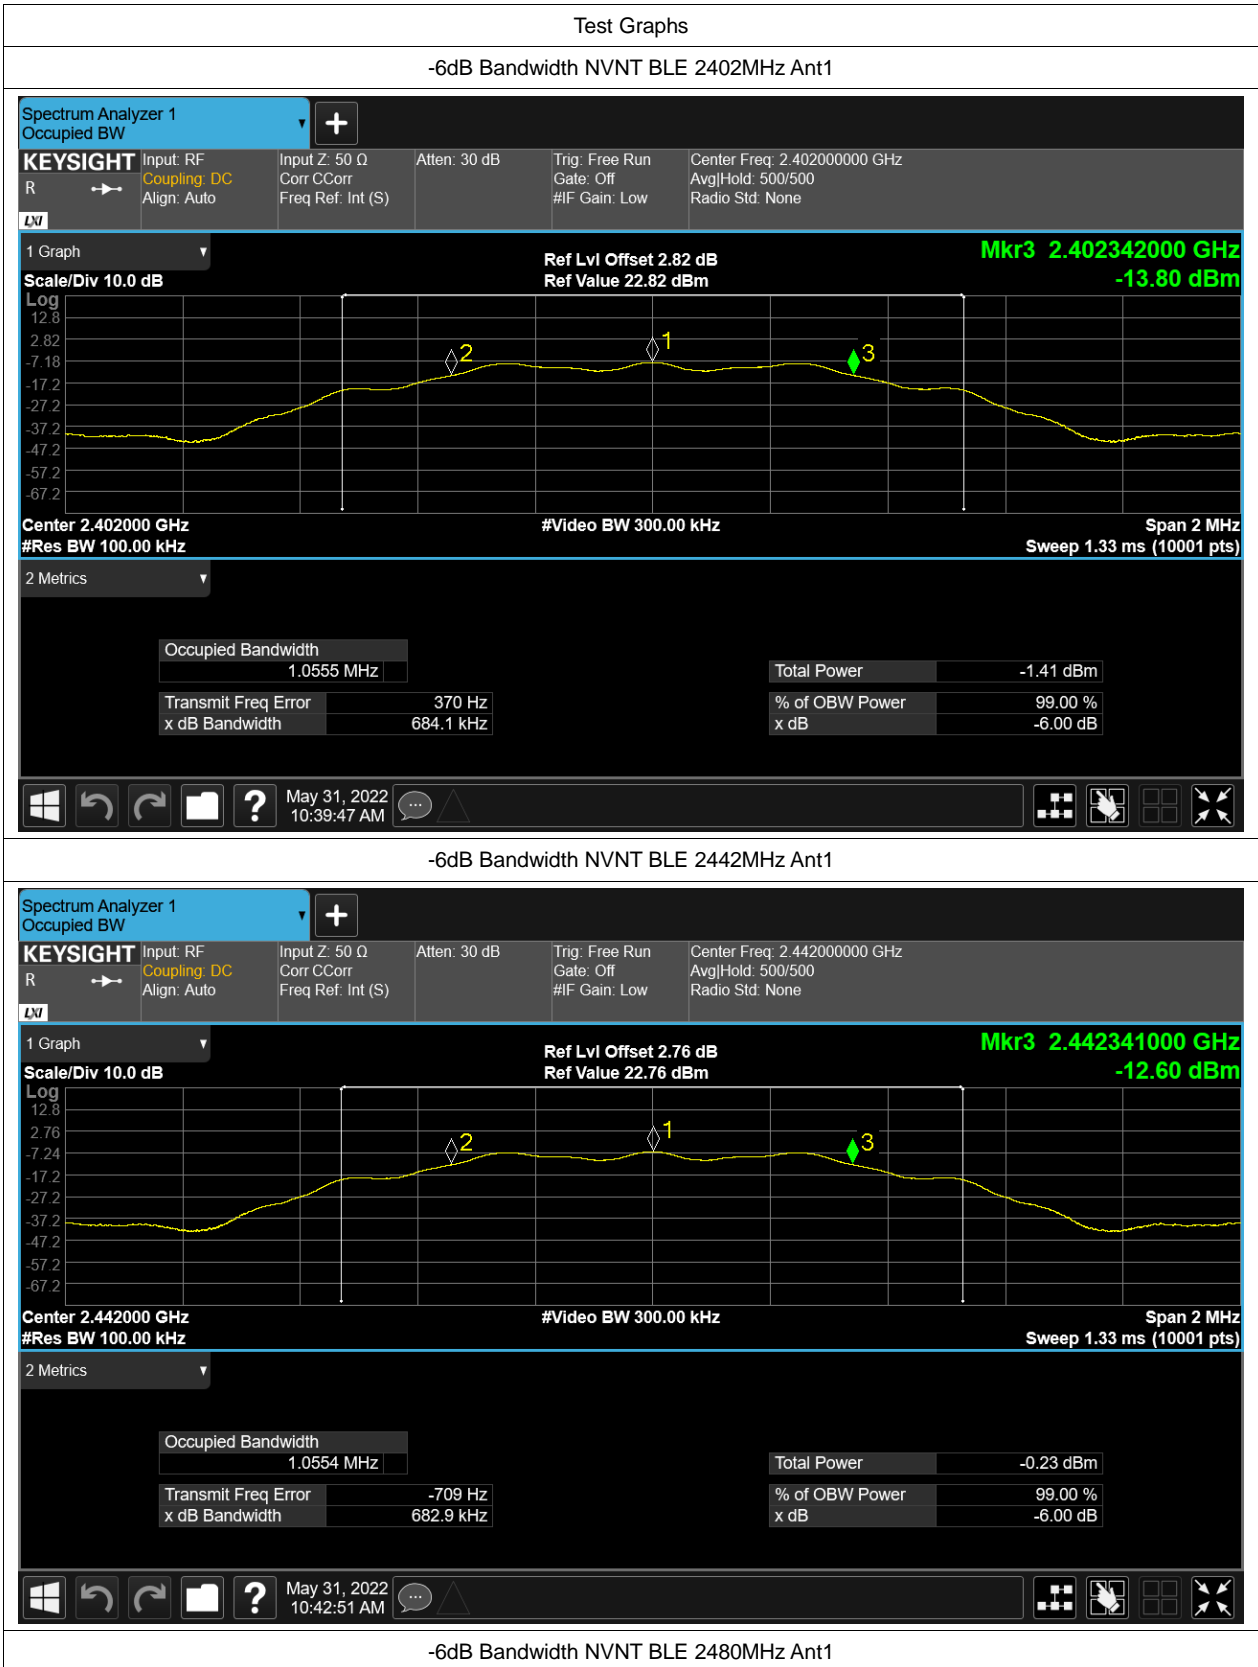 Test Graphs
-6dB Bandwidth NVNT BLE 2402MHz Ant1
Spectrum Analyzer 1
Occupied BW
KEYSIGHT
R
LXI
Input: RF
Coupling: DC
Align: Auto
Input Z: 50 Ω
Corr CCorr
Freq Ref: Int (S)
Atten: 30 dB
Trig: Free Run
Gate: Off
#IF Gain: Low
Center Freq: 2.402000000 GHz
Avg|Hold: 500/500
Radio Std: None
1 Graph
Scale/Div 10.0 dB
Ref Lvl Offset 2.82 dB
Ref Value 22.82 dBm
Mkr3 2.402342000 GHz
-13.80 dBm
Log
12.8
2.82
-7.18
-17.2
-27.2
-37.2
-47.2
-57.2
-67.2
2
1
3
Center 2.402000 GHz
#Res BW 100.00 kHz
#Video BW 300.00 kHz
Span 2 MHz
Sweep 1.33 ms (10001 pts)
2 Metrics
Occupied Bandwidth
1.0555 MHz
Transmit Freq Error 370 Hz
x dB Bandwidth 684.1 kHz
Total Power -1.41 dBm
% of OBW Power 99.00 %
x dB -6.00 dB
?
May 31, 2022
10:39:47 AM
-6dB Bandwidth NVNT BLE 2442MHz Ant1
Spectrum Analyzer 1
Occupied BW
KEYSIGHT
R
LXI
Input: RF
Coupling: DC
Align: Auto
Input Z: 50 Ω
Corr CCorr
Freq Ref: Int (S)
Atten: 30 dB
Trig: Free Run
Gate: Off
#IF Gain: Low
Center Freq: 2.442000000 GHz
Avg|Hold: 500/500
Radio Std: None
1 Graph
Scale/Div 10.0 dB
Ref Lvl Offset 2.76 dB
Ref Value 22.76 dBm
Mkr3 2.442341000 GHz
-12.60 dBm
Log
12.8
2.76
-7.24
-17.2
-27.2
-37.2
-47.2
-57.2
-67.2
2
1
3
Center 2.442000 GHz
#Res BW 100.00 kHz
#Video BW 300.00 kHz
Span 2 MHz
Sweep 1.33 ms (10001 pts)
2 Metrics
Occupied Bandwidth
1.0554 MHz
Transmit Freq Error -709 Hz
x dB Bandwidth 682.9 kHz
Total Power -0.23 dBm
% of OBW Power 99.00 %
x dB -6.00 dB
?
May 31, 2022
10:42:51 AM
-6dB Bandwidth NVNT BLE 2480MHz Ant1